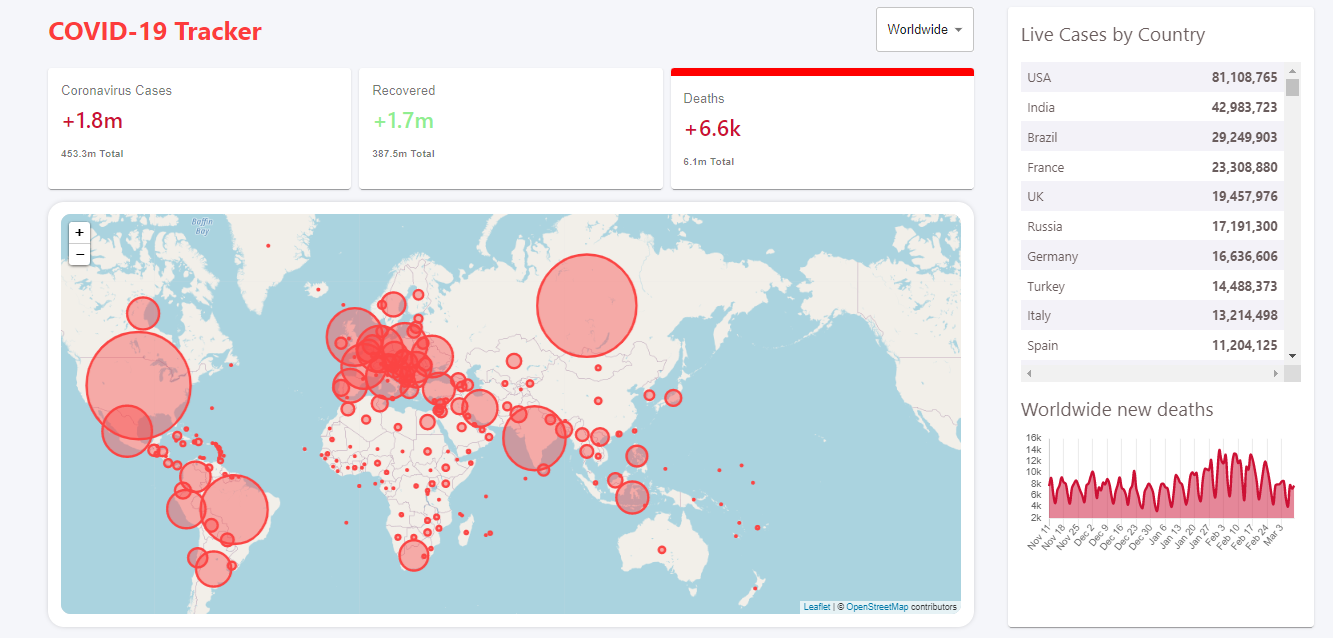 COVID-19 Tracker
Worldwide
Coronavirus Cases
+1.8m
453.3m Total
Recovered
+1.7m
387.5m Total
Deaths
+6.6k
6.1m Total
+
−
Baffin
Bay
Leaflet | © OpenStreetMap contributors
Live Cases by Country
USA 81,108,765
India 42,983,723
Brazil 29,249,903
France 23,308,880
UK 19,457,976
Russia 17,191,300
Germany 16,636,606
Turkey 14,488,373
Italy 13,214,498
Spain 11,204,125
Worldwide new deaths
16k
14k
12k
10k
8k
6k
4k
2k
Nov 11 Nov 18 Nov 25 Dec 2 Dec 9 Dec 16 Dec 23 Dec 30 Jan 6 Jan 13 Jan 20 Jan 27 Feb 3 Feb 10 Feb 17 Feb 24 Mar 3